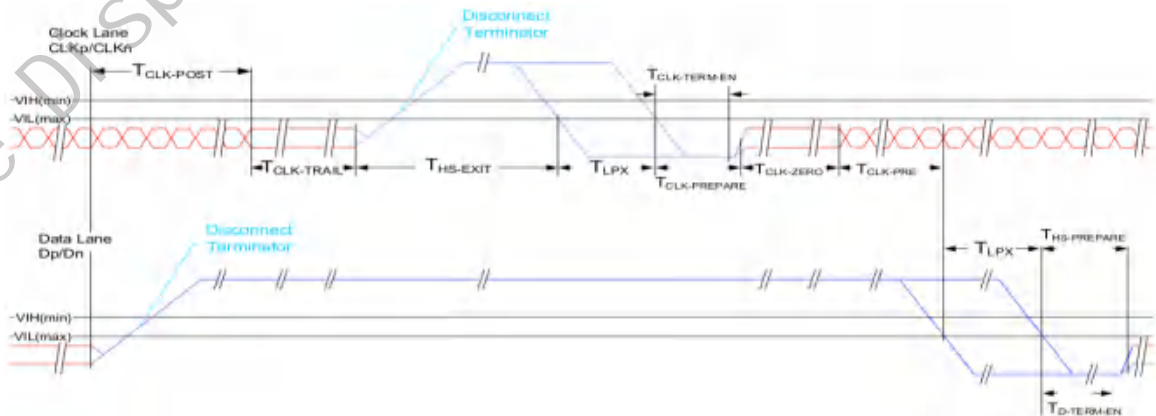 Disconnect
Terminator
Clock Lane
CLKp/CLKn
TCLK-POST
TCLK-TERM-EN
VIH(min)
VIL(max)
TCLK-TRAIL
THS-EXIT
TLPX
TCLK-PREPARE
TCLK-ZERO
TCLK-PRE
Disconnect
Terminator
Data Lane
Dp/Dn
TLPX
THS-PREPARE
VIH(min)
VIL(max)
TD-TERM-EN